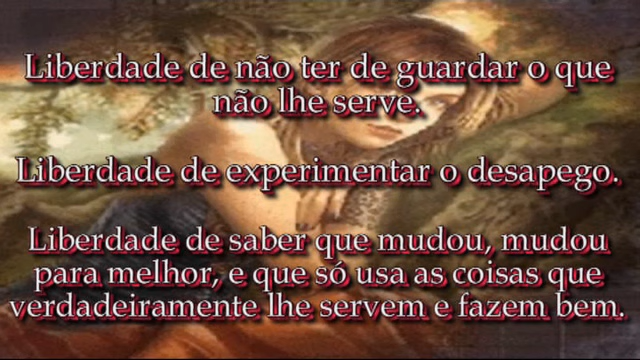 Liberdade de não ter de guardar o que
não lhe serve.
Liberdade de experimentar o desapego.
Liberdade de saber que mudou, mudou
para melhor, e que só usa as coisas que
verdadeiramente lhe servem e fazem bem.